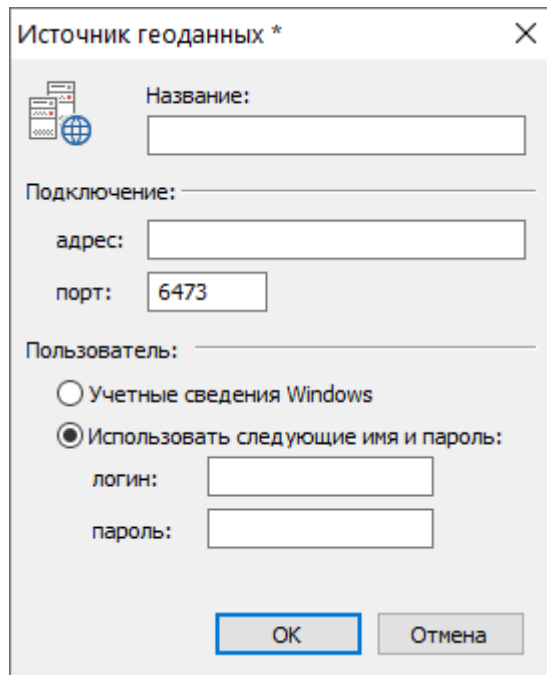 Источник геоданных *
Название:
Подключение:
адрес:
порт: 6473
Пользователь:
Учетные сведения Windows
Использовать следующие имя и пароль:
логин:
пароль:
OK Отмена